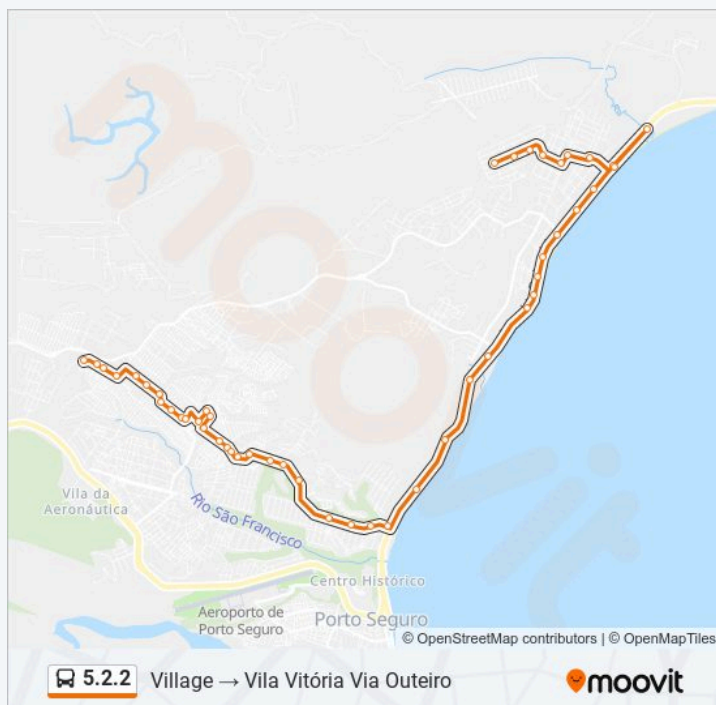 Vila da
Aeronáutica
Rio São Francisco
Centro Histórico
Aeroporto de
Porto Seguro
Porto Seguro
© OpenStreetMap contributors | © OpenMapTiles
5.2.2 Village → Vila Vitória Via Outeiro
moovit
moovit